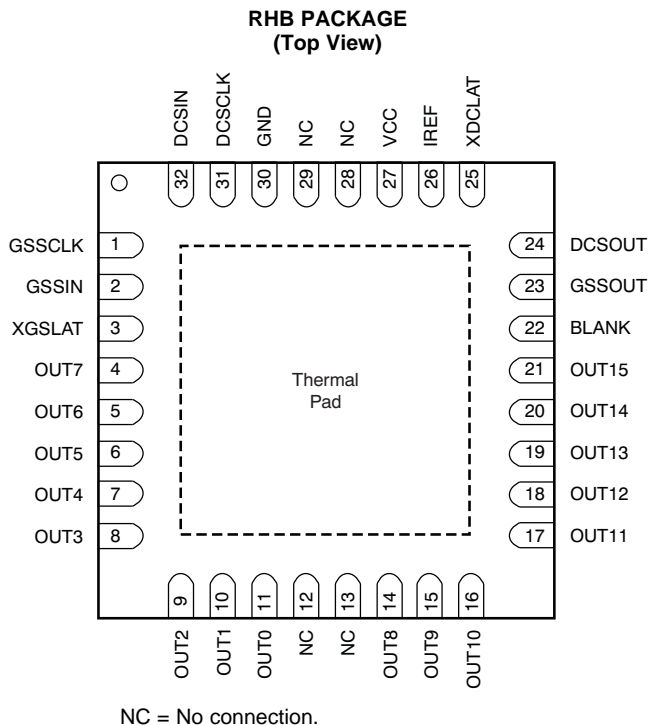 RHB PACKAGE
(Top View)
DCSIN
DCSCLK
GND
NC
NC
VCC
IREF
XDCLAT
32
31
30
29
28
27
26
25
GSSCLK 1
24 DCSOUT
GSSIN 2
23 GSSOUT
XGSLAT 3
22 BLANK
OUT7 4
21 OUT15
OUT6 5
20 OUT14
OUT5 6
19 OUT13
OUT4 7
18 OUT12
OUT3 8
17 OUT11
Thermal
Pad
9
10
11
12
13
14
15
16
OUT2
OUT1
OUT0
NC
NC
OUT8
OUT9
OUT10
NC = No connection.